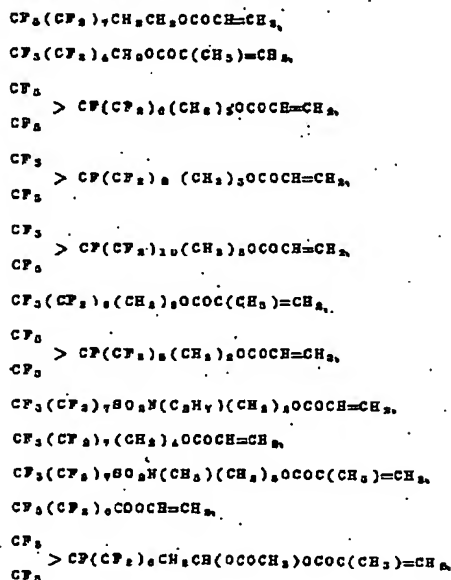 CF₃(CF₂)₇CH₂CH₂OCOCH=CH₂,
CF₃(CF₂)₄CH₂OCOC(CH₃)=CH₂,
CF₃
> CF(CF₂)₆(CH₂)₃OCOCH=CH₂,
CF₃
CF₃
> CF(CF₂)₈(CH₂)₃OCOCH=CH₂,
CF₃
CF₃
> CF(CF₂)₁₀(CH₂)₃OCOCH=CH₂,
CF₃
CF₃(CF₂)₆(CH₂)₂OCOC(CH₃)=CH₂,
CF₃
> CF(CF₂)₅(CH₂)₂OCOCH=CH₂,
CF₃
CF₃(CF₂)₇SO₂N(C₃H₇)(CH₂)₂OCOCH=CH₂,
CF₃(CF₂)₇(CH₂)₄OCOCH=CH₂,
CF₃(CF₂)₇SO₂N(CH₃)(CH₂)₂OCOC(CH₃)=CH₂,
CF₃(CF₂)₆COOCH=CH₂,
CF₃
> CF(CF₂)₆CH₂CH(OCOCH₃)OCOC(CH₃)=CH₂,
CF₃